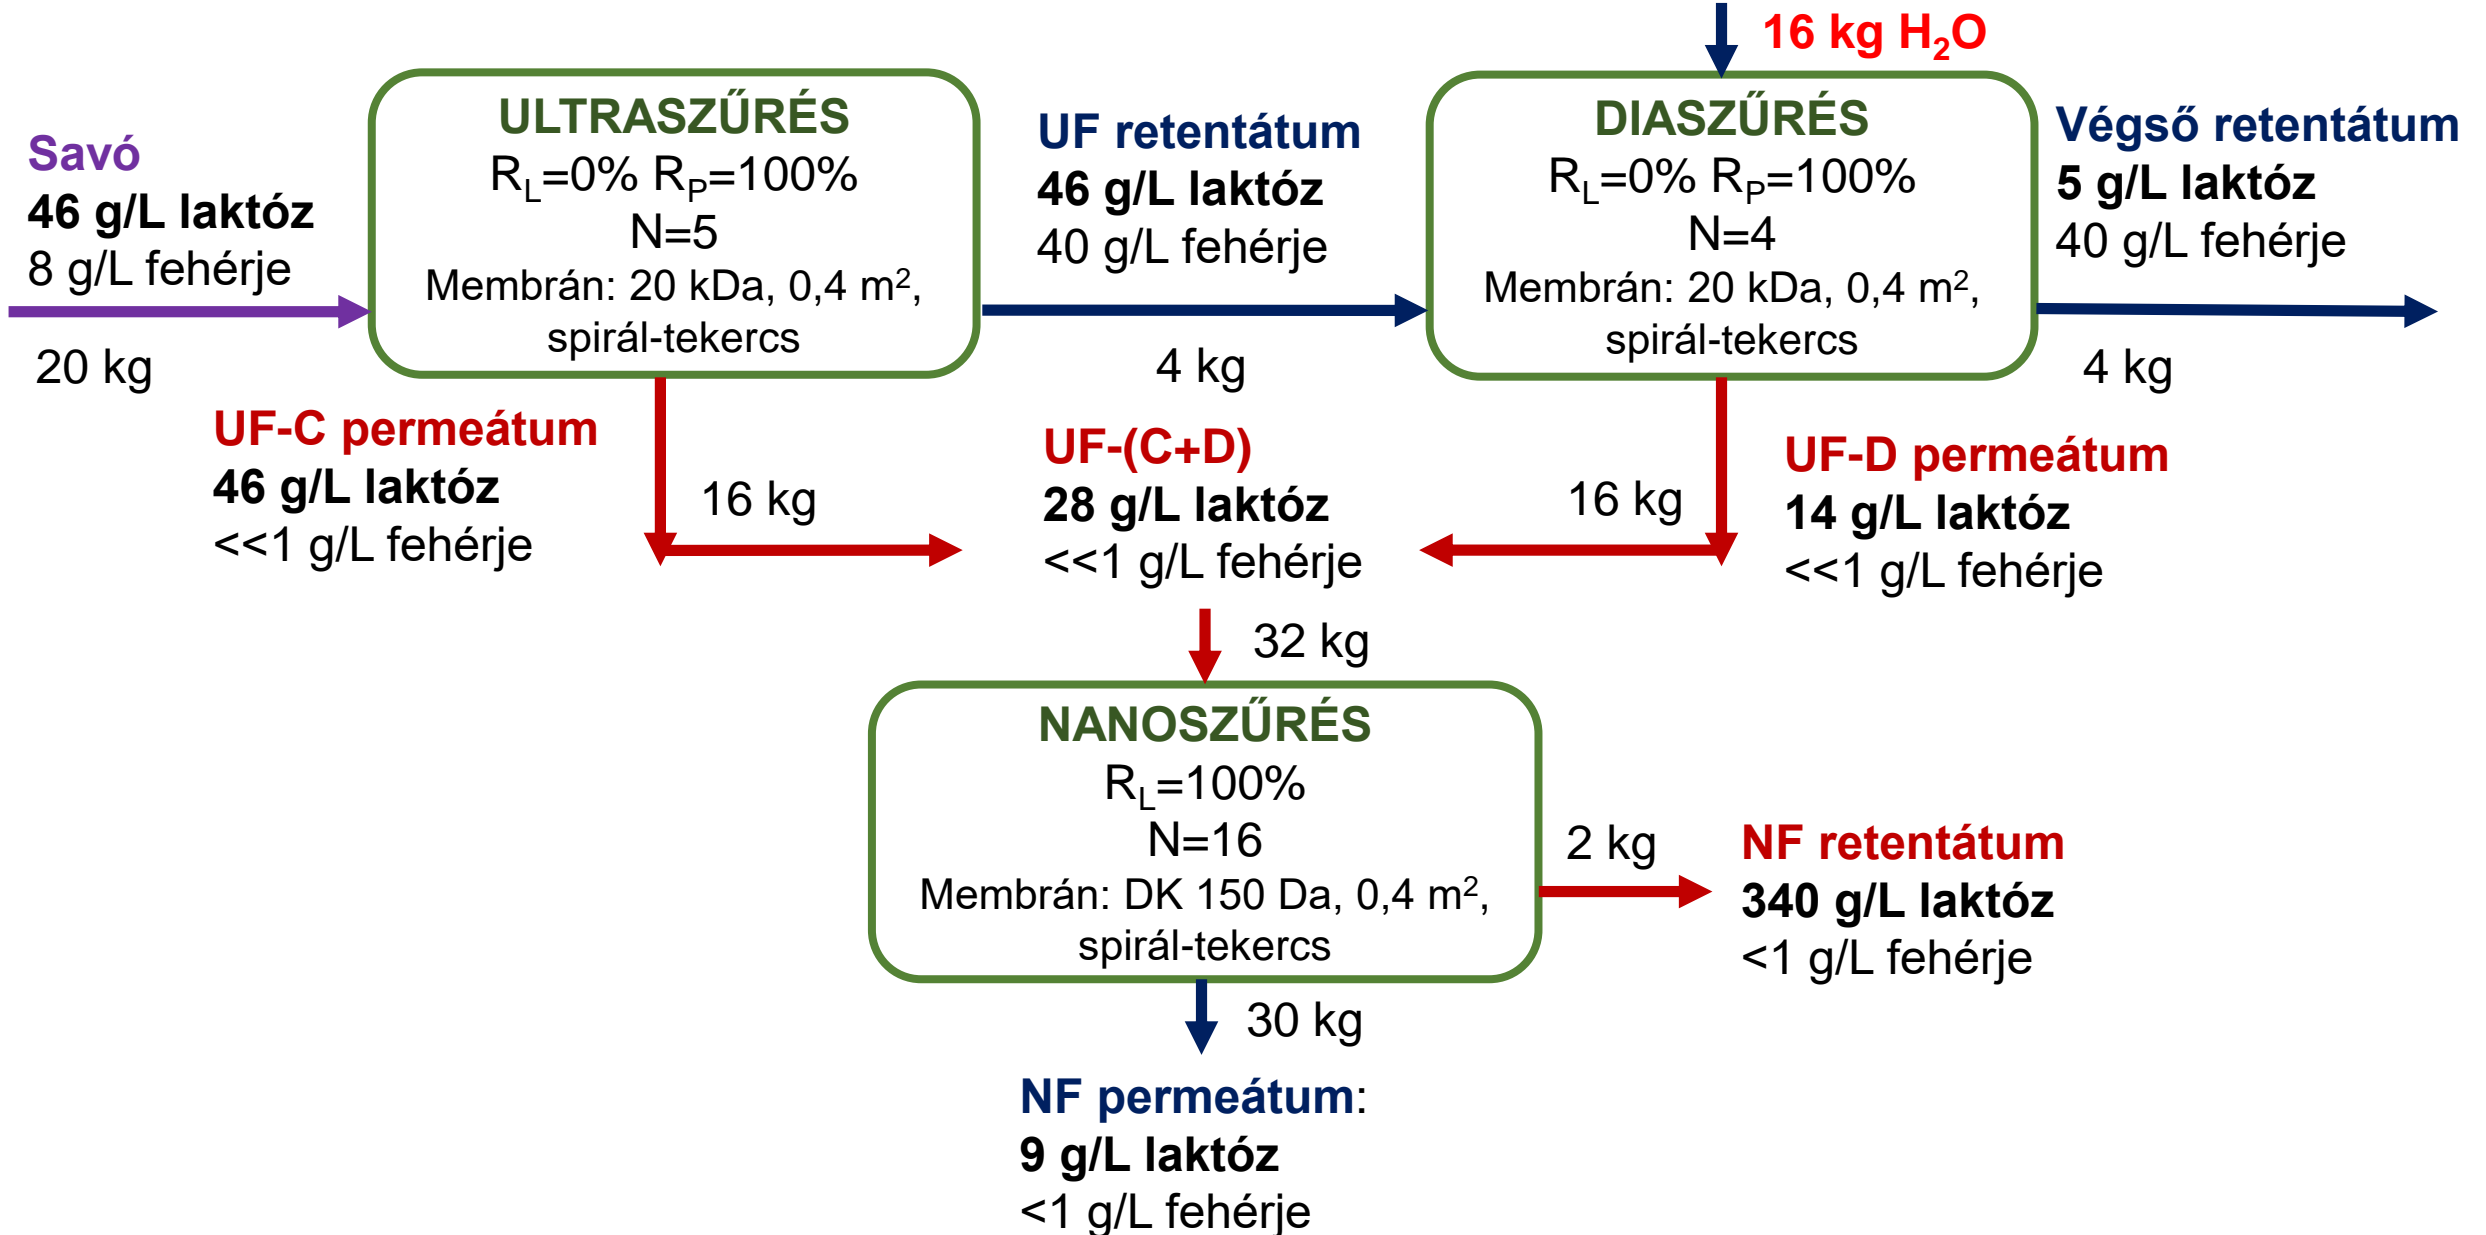 16 kg H₂O
Savó
46 g/L laktóz
8 g/L fehérje
20 kg
ULTRASZŰRÉS
R_L=0% R_P=100%
N=5
Membrán: 20 kDa, 0,4 m²,
spirál-tekercs
UF retentátum
46 g/L laktóz
40 g/L fehérje
4 kg
DIASZŰRÉS
R_L=0% R_P=100%
N=4
Membrán: 20 kDa, 0,4 m²,
spirál-tekercs
Végső retentátum
5 g/L laktóz
40 g/L fehérje
4 kg
UF-C permeátum
46 g/L laktóz
<<1 g/L fehérje
16 kg
UF-(C+D)
28 g/L laktóz
<<1 g/L fehérje
16 kg
UF-D permeátum
14 g/L laktóz
<<1 g/L fehérje
32 kg
NANOSZŰRÉS
R_L=100%
N=16
Membrán: DK 150 Da, 0,4 m²,
spirál-tekercs
2 kg
NF retentátum
340 g/L laktóz
<1 g/L fehérje
30 kg
NF permeátum:
9 g/L laktóz
<1 g/L fehérje